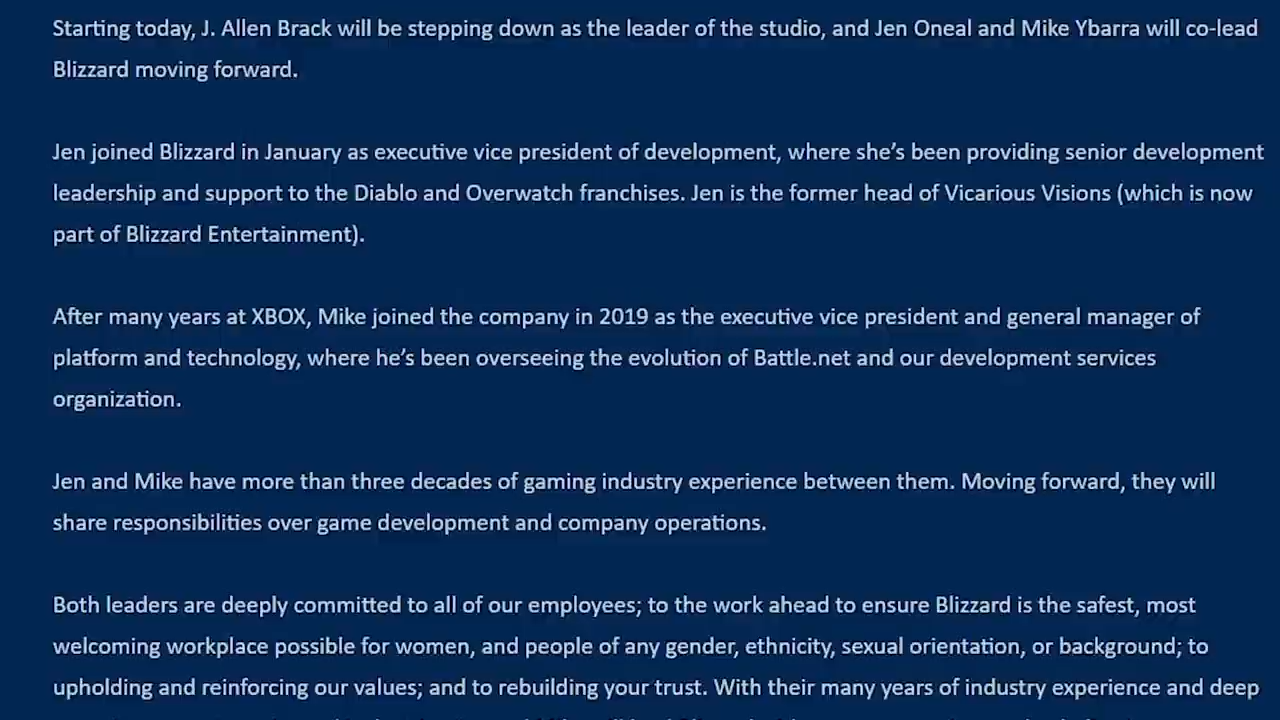 Starting today, J. Allen Brack will be stepping down as the leader of the studio, and Jen Oneal and Mike Ybarra will co-lead
Blizzard moving forward.
Jen joined Blizzard in January as executive vice president of development, where she's been providing senior development
leadership and support to the Diablo and Overwatch franchises. Jen is the former head of Vicarious Visions (which is now
part of Blizzard Entertainment).
After many years at XBOX, Mike joined the company in 2019 as the executive vice president and general manager of
platform and technology, where he's been overseeing the evolution of Battle.net and our development services
organization.
Jen and Mike have more than three decades of gaming industry experience between them. Moving forward, they will
share responsibilities over game development and company operations.
Both leaders are deeply committed to all of our employees; to the work ahead to ensure Blizzard is the safest, most
welcoming workplace possible for women, and people of any gender, ethnicity, sexual orientation, or background; to
upholding and reinforcing our values; and to rebuilding your trust. With their many years of industry experience and deep